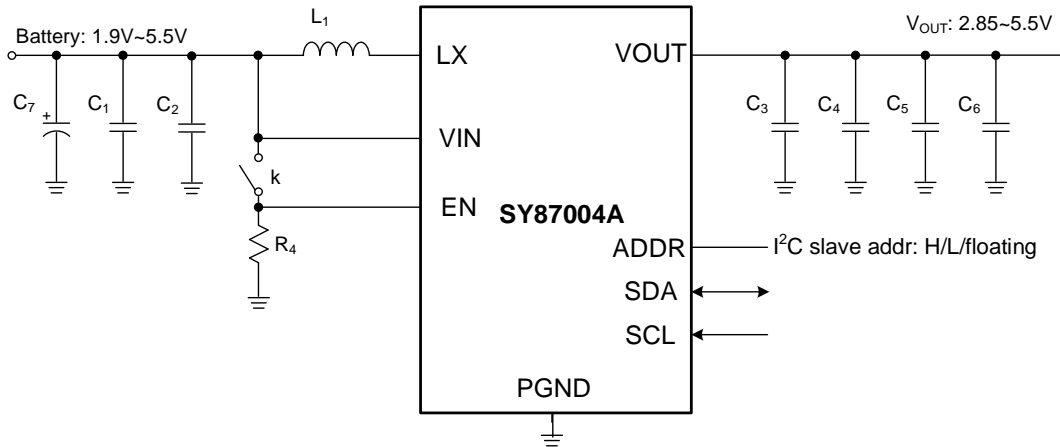 Battery: 1.9V~5.5V
L₁
LX
VOUT
V_OUT: 2.85~5.5V
C₇
+
C₁
C₂
C₃
C₄
C₅
C₆
VIN
k
EN
SY87004A
R₄
ADDR
I²C slave addr: H/L/floating
SDA
SCL
PGND